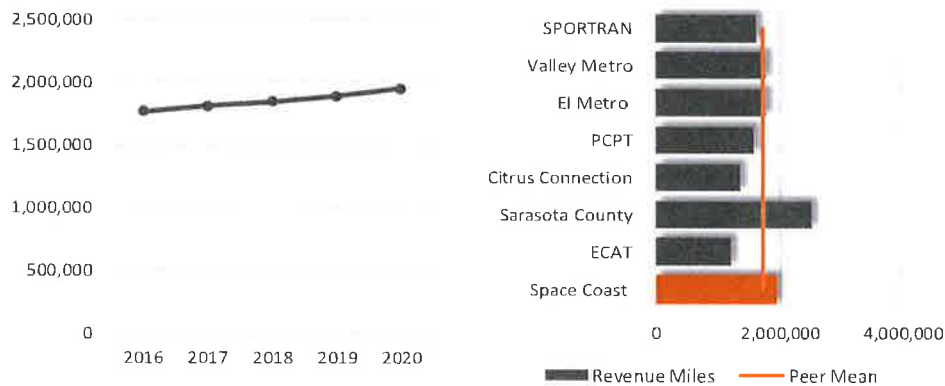 2,500,000
2,000,000
1,500,000
1,000,000
500,000
0
2016 2017 2018 2019 2020
SPORTRAN
Valley Metro
El Metro
PCPT
Citrus Connection
Sarasota County
ECAT
Space Coast
0 2,000,000 4,000,000
Revenue Miles Peer Mean